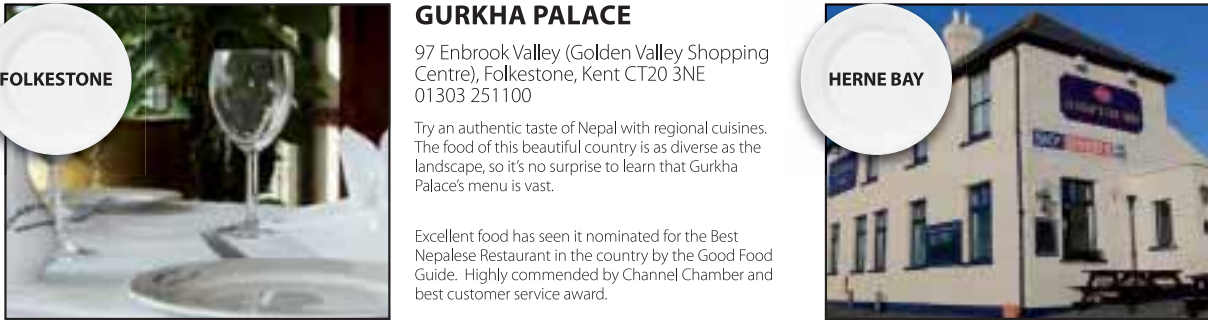 FOLKESTONE
GURKHA PALACE
97 Enbrook Valley (Golden Valley Shopping
Centre), Folkestone, Kent CT20 3NE
01303 251100
Try an authentic taste of Nepal with regional cuisines.
The food of this beautiful country is as diverse as the
landscape, so it's no surprise to learn that Gurkha
Palace's menu is vast.
Excellent food has seen it nominated for the Best
Nepalese Restaurant in the country by the Good Food
Guide. Highly commended by Channel Chamber and
best customer service award.
HERNE BAY